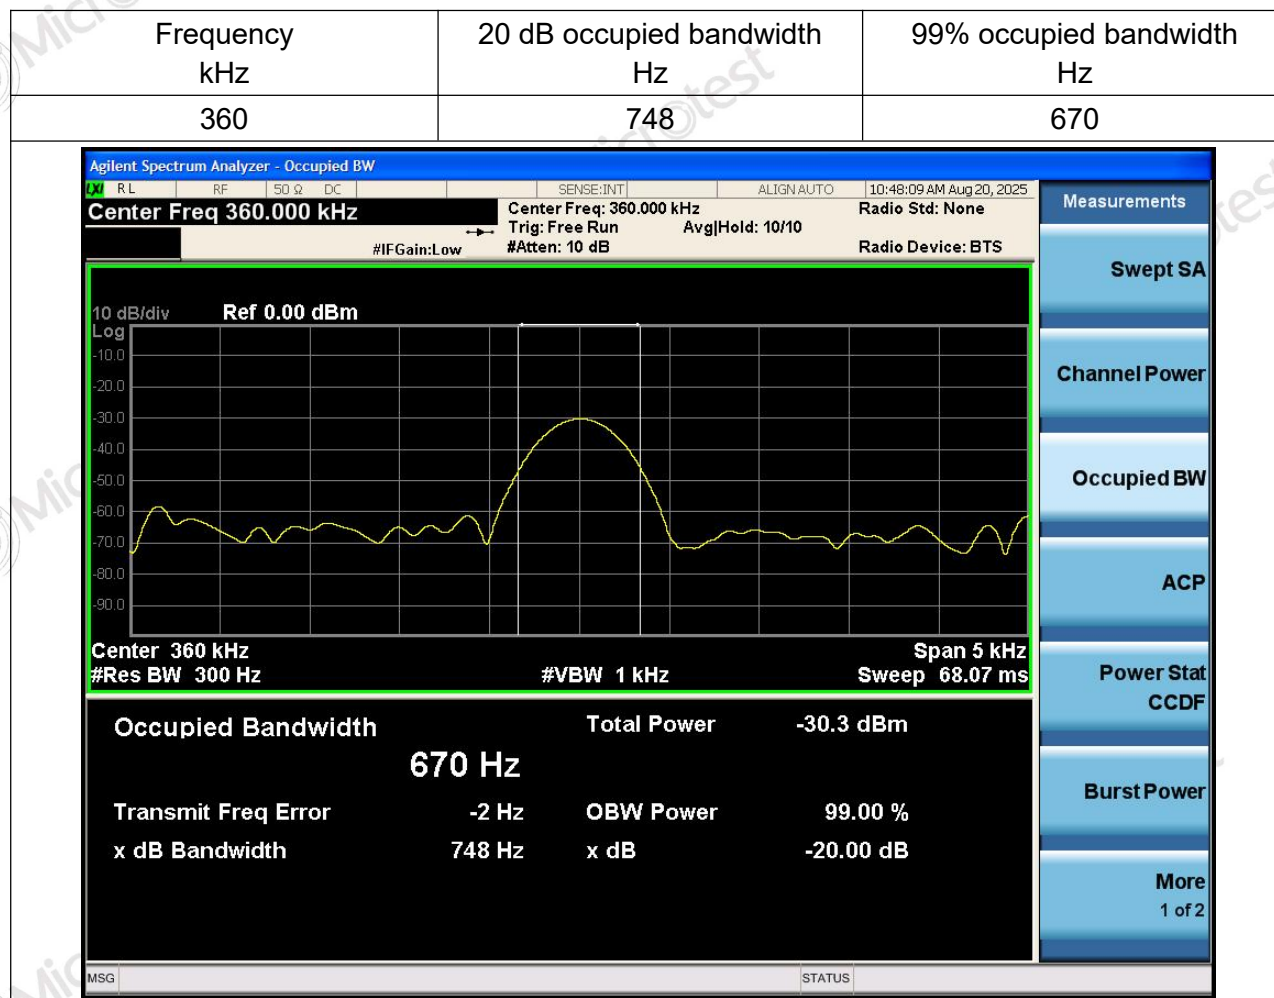 Frequency 20 dB occupied bandwidth 99% occupied bandwidth
kHz Hz Hz
360 748 670
Agilent Spectrum Analyzer - Occupied BW
LXI RL RF 50 Ω DC SENSE:INT ALIGN AUTO 10:48:09 AM Aug 20, 2025
Center Freq 360.000 kHz Center Freq: 360.000 kHz Radio Std: None
Trig: Free Run Avg|Hold: 10/10
#IFGain:Low #Atten: 10 dB Radio Device: BTS
10 dB/div Ref 0.00 dBm
Log
-10.0
-20.0
-30.0
-40.0
-50.0
-60.0
-70.0
-80.0
-90.0
Center 360 kHz Span 5 kHz
#Res BW 300 Hz #VBW 1 kHz Sweep 68.07 ms
Occupied Bandwidth Total Power -30.3 dBm
670 Hz
Transmit Freq Error -2 Hz OBW Power 99.00 %
x dB Bandwidth 748 Hz x dB -20.00 dB
MSG STATUS
Measurements
Swept SA
Channel Power
Occupied BW
ACP
Power Stat
CCDF
Burst Power
More
1 of 2